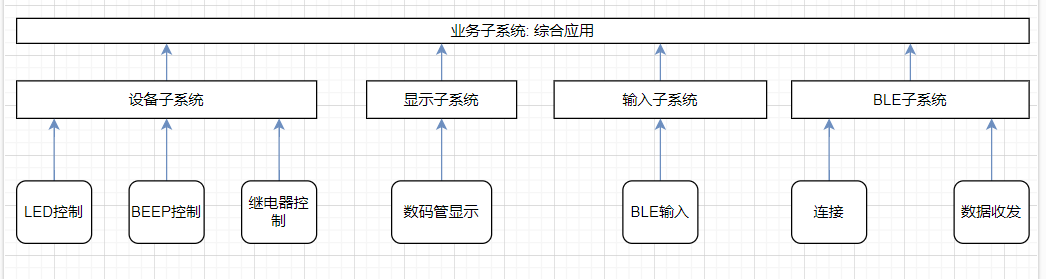 业务子系统: 综合应用
设备子系统
显示子系统
输入子系统
BLE子系统
LED控制
BEEP控制
继电器控
制
数码管显示
BLE输入
连接
数据收发